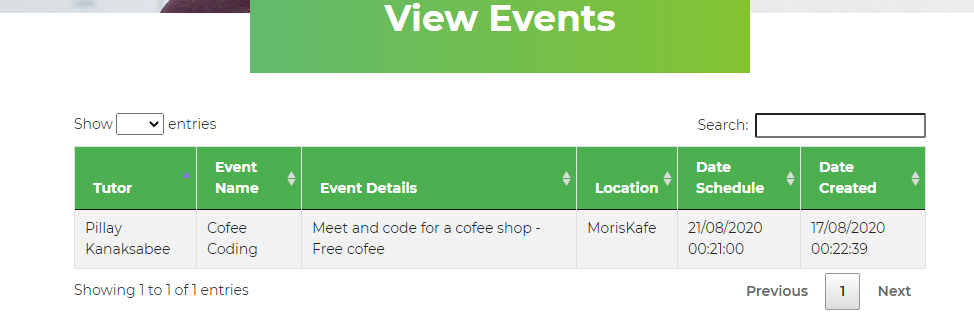 View Events
Show entries
Search:
Tutor
Event
Name
Event Details
Location
Date
Schedule
Date
Created
Pillay
Kanaksabee
Cofee
Coding
Meet and code for a cofee shop -
Free cofee
MorisKafe
21/08/2020
00:21:00
17/08/2020
00:22:39
Showing 1 to 1 of 1 entries
Previous 1 Next